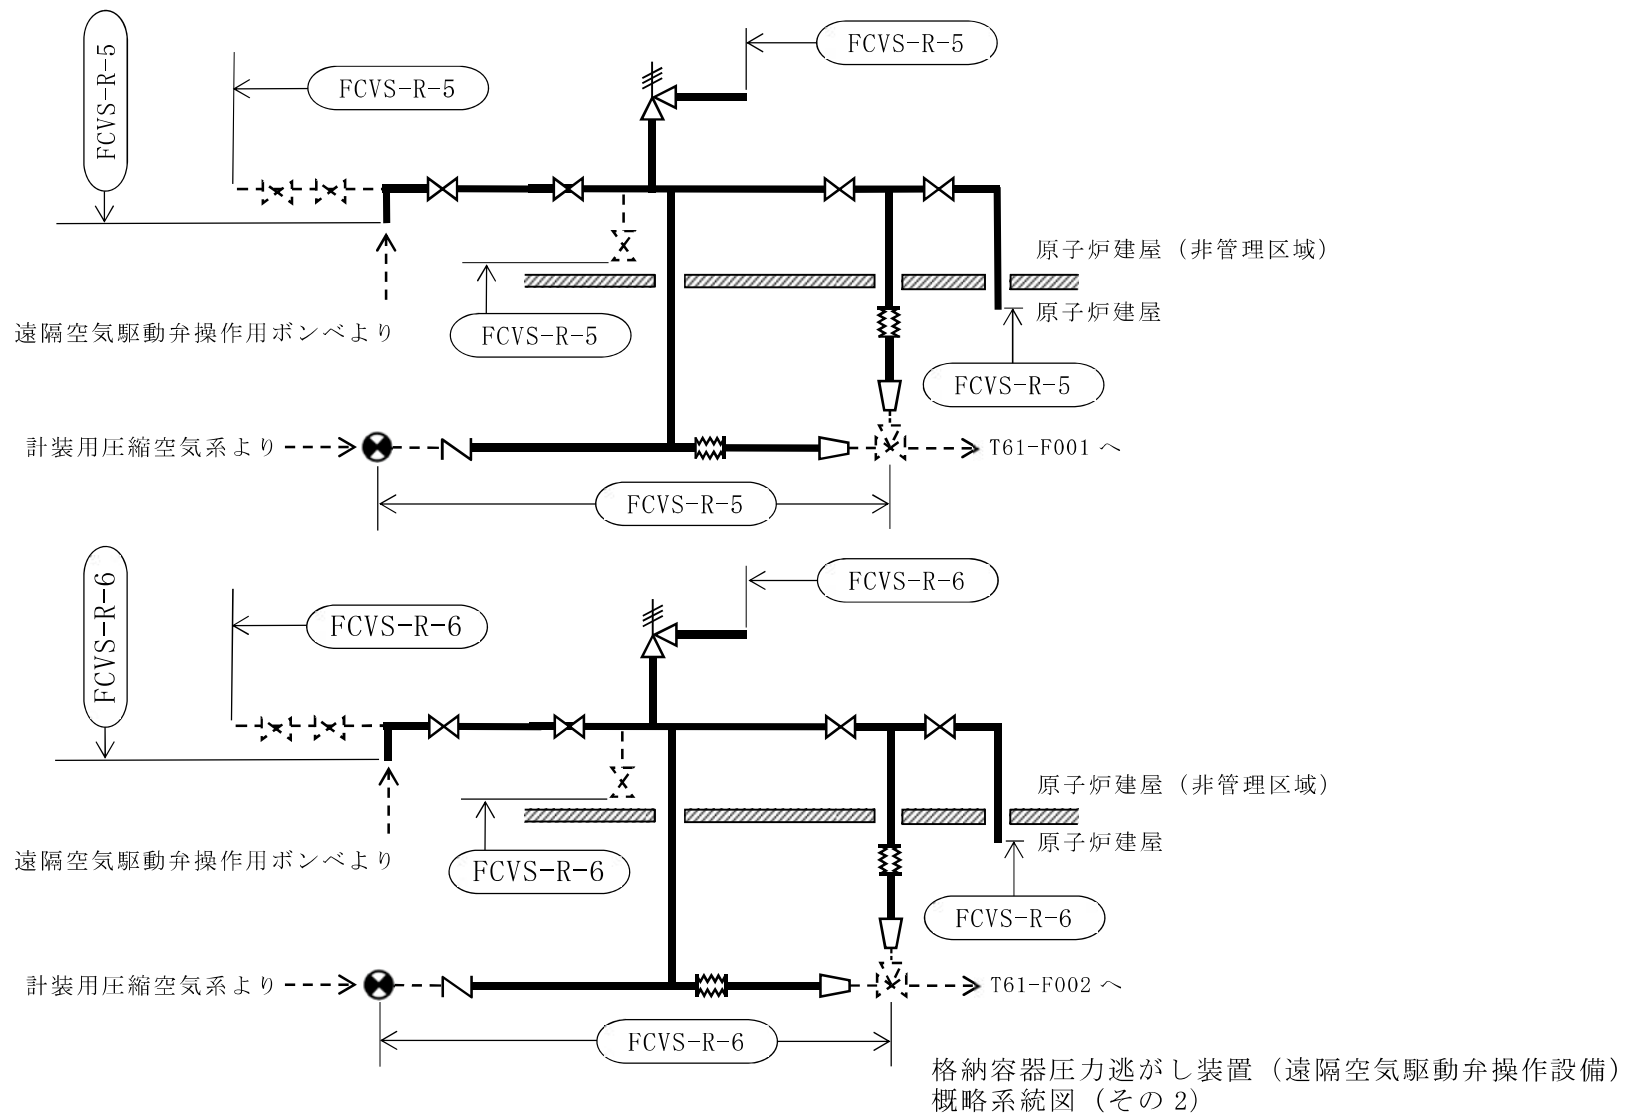 FCVS-R-5
FCVS-R-5
FCVS-R-5
原子炉建屋（非管理区域）
原子炉建屋
遠隔空気駆動弁操作用ボンベより
FCVS-R-5
FCVS-R-5
計装用圧縮空気系より
T61-F001 へ
FCVS-R-5
FCVS-R-6
FCVS-R-6
FCVS-R-6
原子炉建屋（非管理区域）
原子炉建屋
遠隔空気駆動弁操作用ボンベより
FCVS-R-6
FCVS-R-6
計装用圧縮空気系より
T61-F002 へ
FCVS-R-6
格納容器圧力逃がし装置（遠隔空気駆動弁操作設備）
概略系統図（その 2）